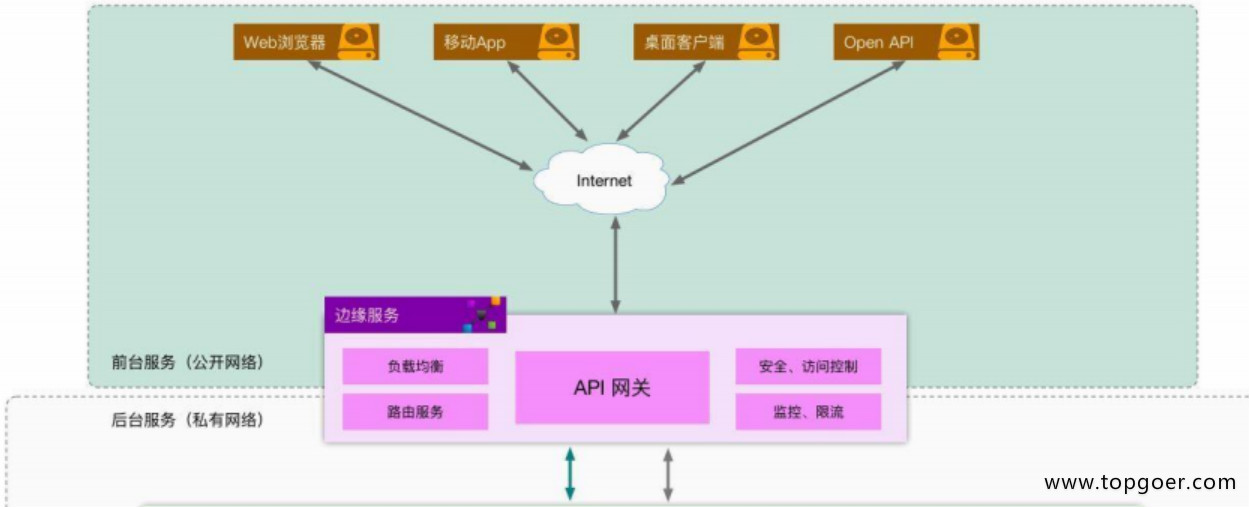 Web浏览器
移动App
桌面客户端
Open API
Internet
边缘服务
前台服务（公开网络）
负载均衡
API 网关
安全、访问控制
后台服务（私有网络）
路由服务
监控、限流
www.topgoer.com